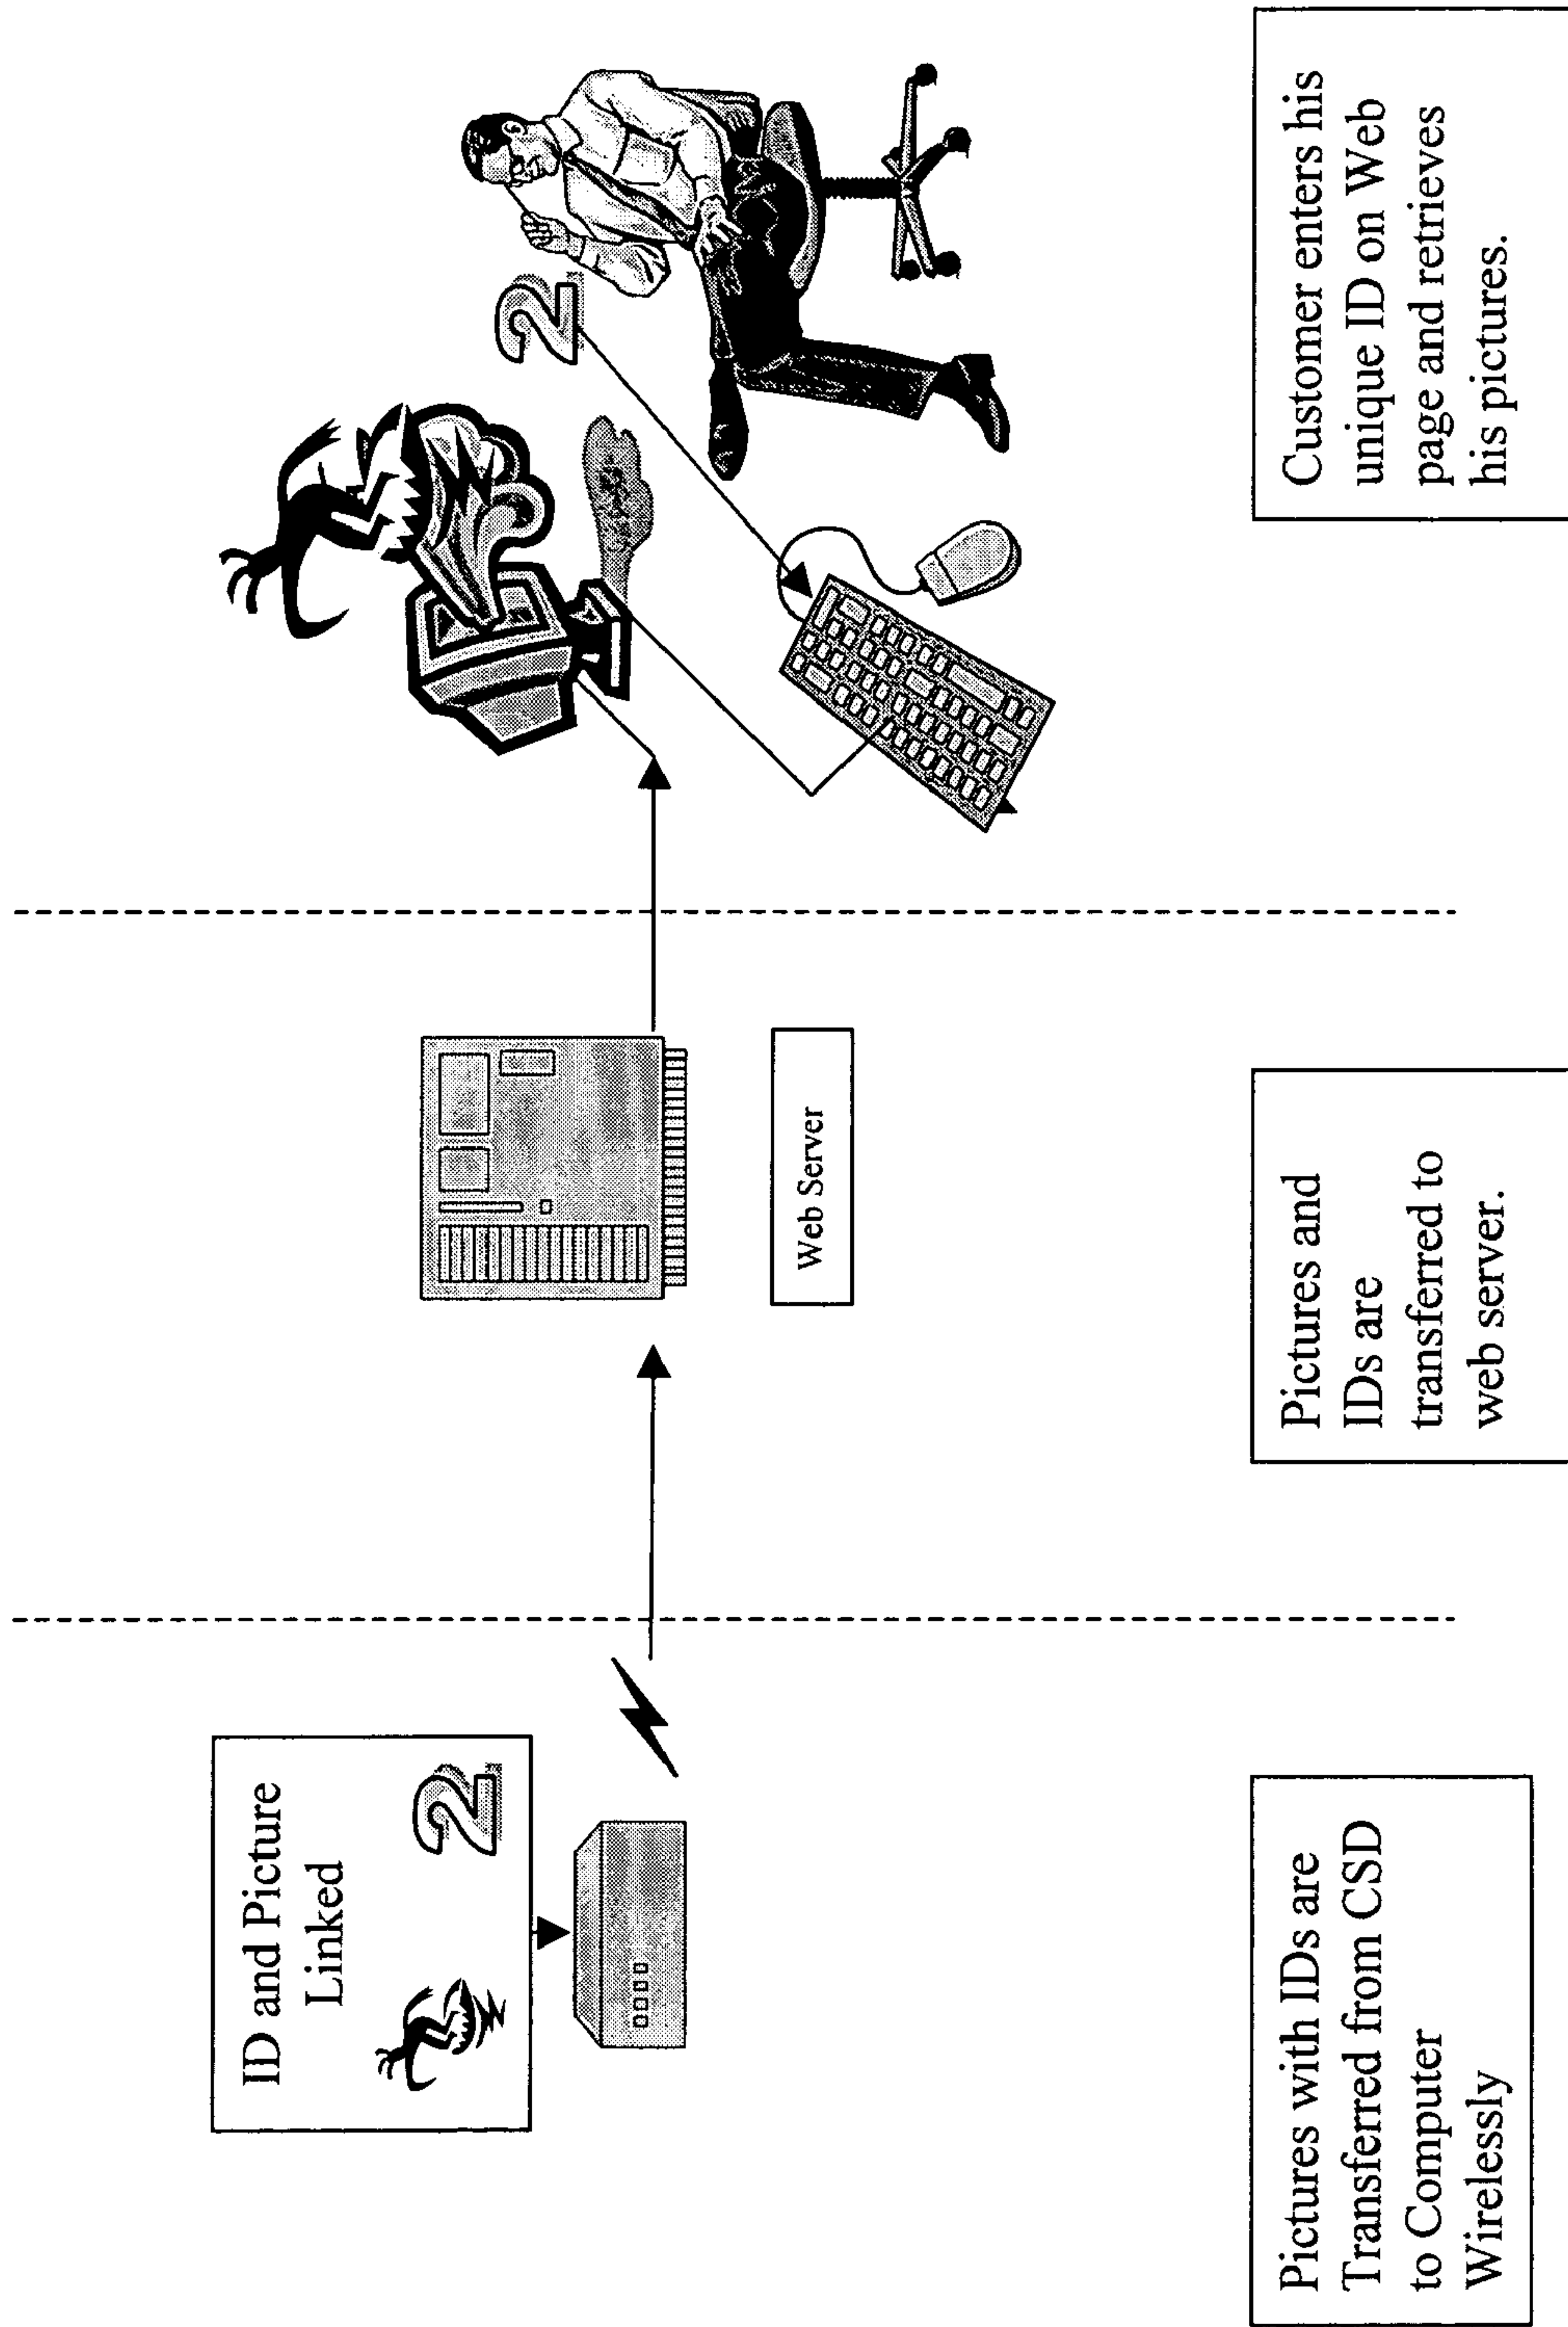 ID and Picture
Linked
2
Pictures with IDs are
Transferred from CSD
to Computer
Wirelessly
Web Server
Pictures and
IDs are
transferred to
web server.
2
Customer enters his
unique ID on Web
page and retrieves
his pictures.